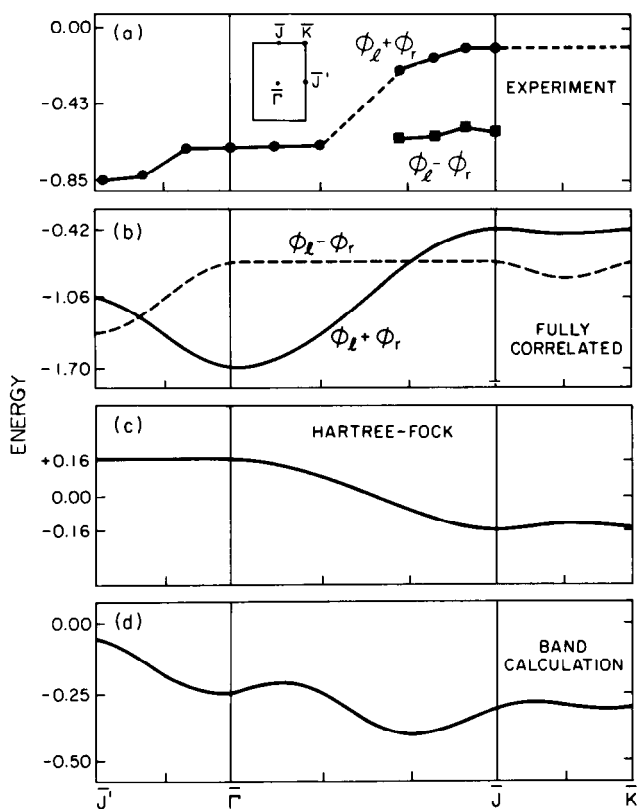 ENERGY
(a)
0.00
-0.43
-0.85
J̄ K̄
J̄'
Γ̄
ϕℓ+ϕr
EXPERIMENT
ϕℓ-ϕr
(b)
-0.42
-1.06
-1.70
ϕℓ-ϕr
ϕℓ+ϕr
FULLY
CORRELATED
(c)
HARTREE-FOCK
+0.16
0.00
-0.16
(d)
0.00
-0.25
-0.50
BAND
CALCULATION
J̄' Γ̄ J̄ K̄